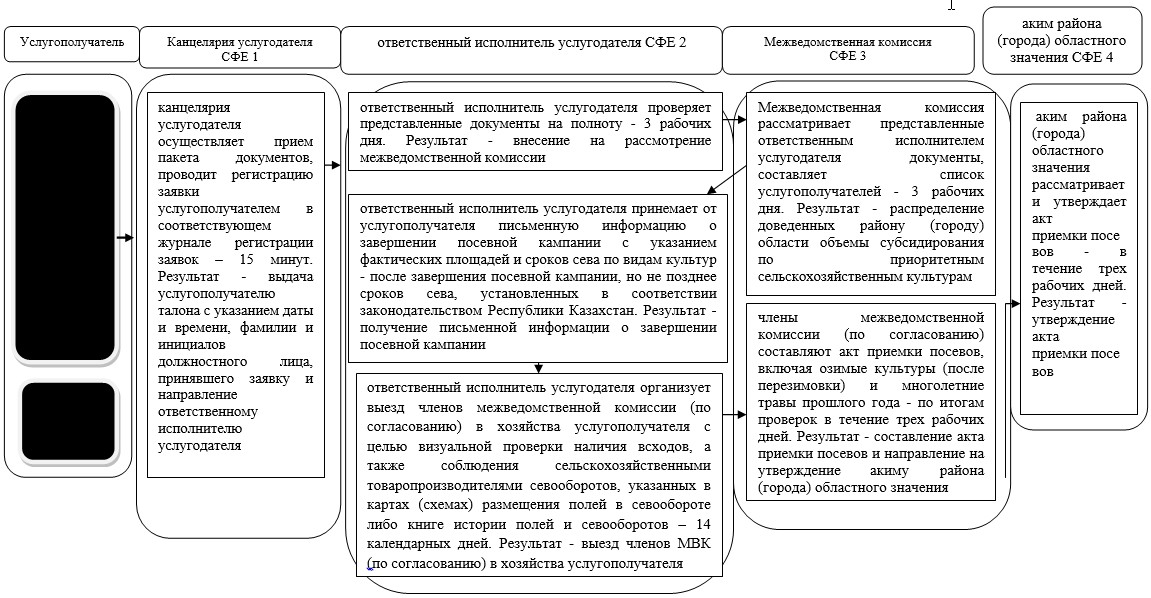 Услугополучатель
Канцелярия услугодателя
СФЕ 1
ответственный исполнитель услугодателя СФЕ 2
Межведомственная комиссия
СФЕ 3
аким района
(города) областного
значения СФЕ 4
канцелярия
услугодателя
осуществляет прием
пакета документов,
проводит регистрацию
заявки
услугополучателем в
соответствующем
журнале регистрации
заявок – 15 минут.
Результат - выдача
услугополучателю
талона с указанием даты
и времени, фамилии и
инициалов
должностного лица,
принявшего заявку и
направление
ответственному
исполнителю
услугодателя
ответственный исполнитель услугодателя проверяет
представленные документы на полноту - 3 рабочих
дня. Результат - внесение на рассмотрение
межведомственной комиссии
Межведомственная комиссия
рассматривает представленные
ответственным исполнителем
услугодателя документы,
составляет список
услугополучателей - 3 рабочих
дня. Результат - распределение
доведенных району (городу)
области объемы субсидирования
по приоритетным
сельскохозяйственным культурам
ответственный исполнитель услугодателя принемает от
услугополучателя письменную информацию о
завершении посевной кампании с указанием
фактических площадей и сроков сева по видам культур
- после завершения посевной кампании, но не позднее
сроков сева, установленных в соответствии
законодательством Республики Казахстан. Результат -
получение письменной информации о завершении
посевной кампании
ответственный исполнитель услугодателя организует
выезд членов межведомственной комиссии (по
согласованию) в хозяйства услугополучателя с
целью визуальной проверки наличия всходов, а
также соблюдения сельскохозяйственными
товаропроизводителями севооборотов, указанных в
картах (схемах) размещения полей в севообороте
либо книге истории полей и севооборотов – 14
календарных дней. Результат - выезд членов МВК
(по согласованию) в хозяйства услугополучателя
члены межведомственной
комиссии (по согласованию)
составляют акт приемки посевов,
включая озимые культуры (после
перезимовки) и многолетние
травы прошлого года - по итогам
проверок в течение трех рабочих
дней. Результат - составление акта
приемки посевов и направление на
утверждение акиму района
(города) областного значения
аким района
(города)
областного
значения
рассматривает
и утверждает
акт
приемки посе
вов - в
течение трех
рабочих дней.
Результат -
утверждение
акта
приемки посе
вов